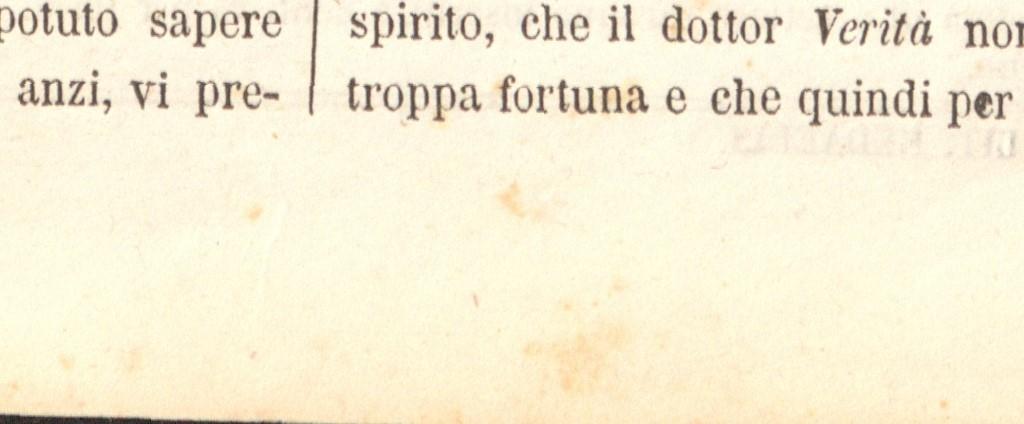 potuto sapere
anzi, vi pre-
spirito, che il dottor Verità non
troppa fortuna e che quindi per